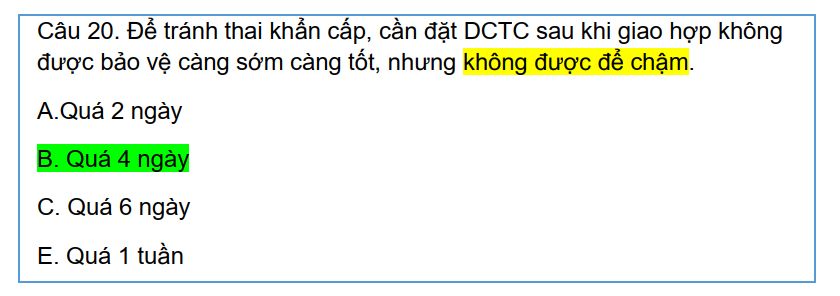 Câu 20. Để tránh thai khẩn cấp, cần đặt DCTC sau khi giao hợp không
được bảo vệ càng sớm càng tốt, nhưng không được để chậm.
A.Quá 2 ngày
B. Quá 4 ngày
C. Quá 6 ngày
E. Quá 1 tuần